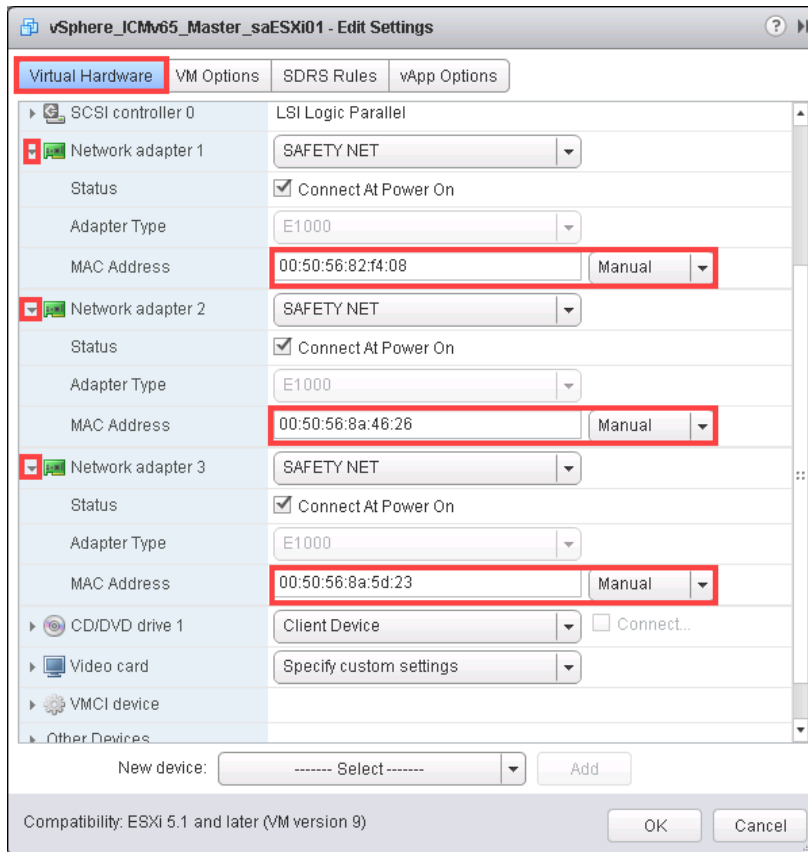 vSphere_ICMv65_Master_saESXi01 - Edit Settings ?
Virtual Hardware VM Options SDRS Rules vApp Options
SCSI controller 0 LSI Logic Parallel
Network adapter 1 SAFETY NET
Status Connect At Power On
Adapter Type E1000
MAC Address 00:50:56:82:f4:08 Manual
Network adapter 2 SAFETY NET
Status Connect At Power On
Adapter Type E1000
MAC Address 00:50:56:8a:46:26 Manual
Network adapter 3 SAFETY NET
Status Connect At Power On
Adapter Type E1000
MAC Address 00:50:56:8a:5d:23 Manual
CD/DVD drive 1 Client Device Connect...
Video card Specify custom settings
VMCI device
Other Devices
New device: ------- Select ------- Add
Compatibility: ESXi 5.1 and later (VM version 9) OK Cancel